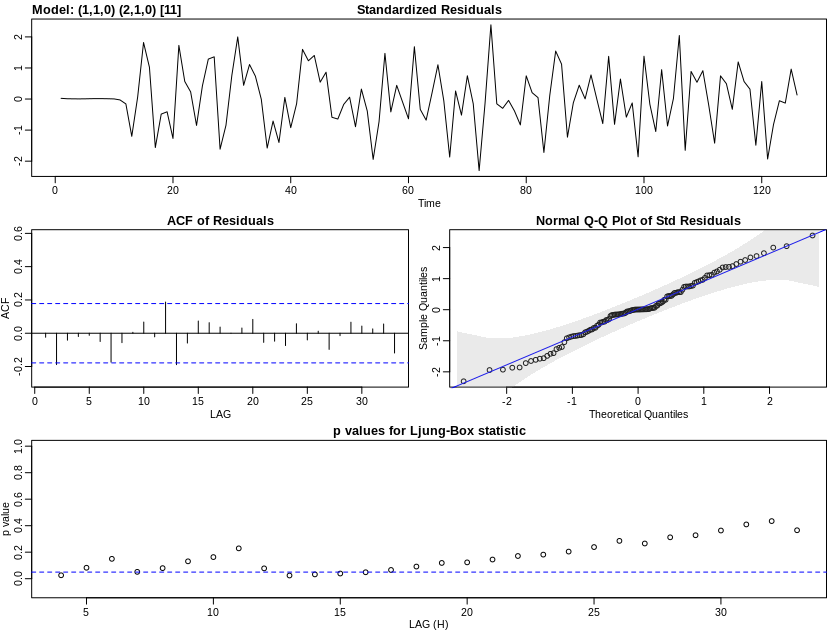 Model: (1,1,0) (2,1,0) [11] Standardized Residuals
2
1
0
-1
-2
0 20 40 60 80 100 120
Time
ACF of Residuals
ACF
0.6
0.4
0.2
0.0
-0.2
0 5 10 15 20 25 30
LAG
Normal Q-Q Plot of Std Residuals
Sample Quantiles
2
1
0
-1
-2
-2 -1 0 1 2
Theoretical Quantiles
p values for Ljung-Box statistic
p value
1.0
0.8
0.6
0.4
0.2
0.0
5 10 15 20 25 30
LAG (H)